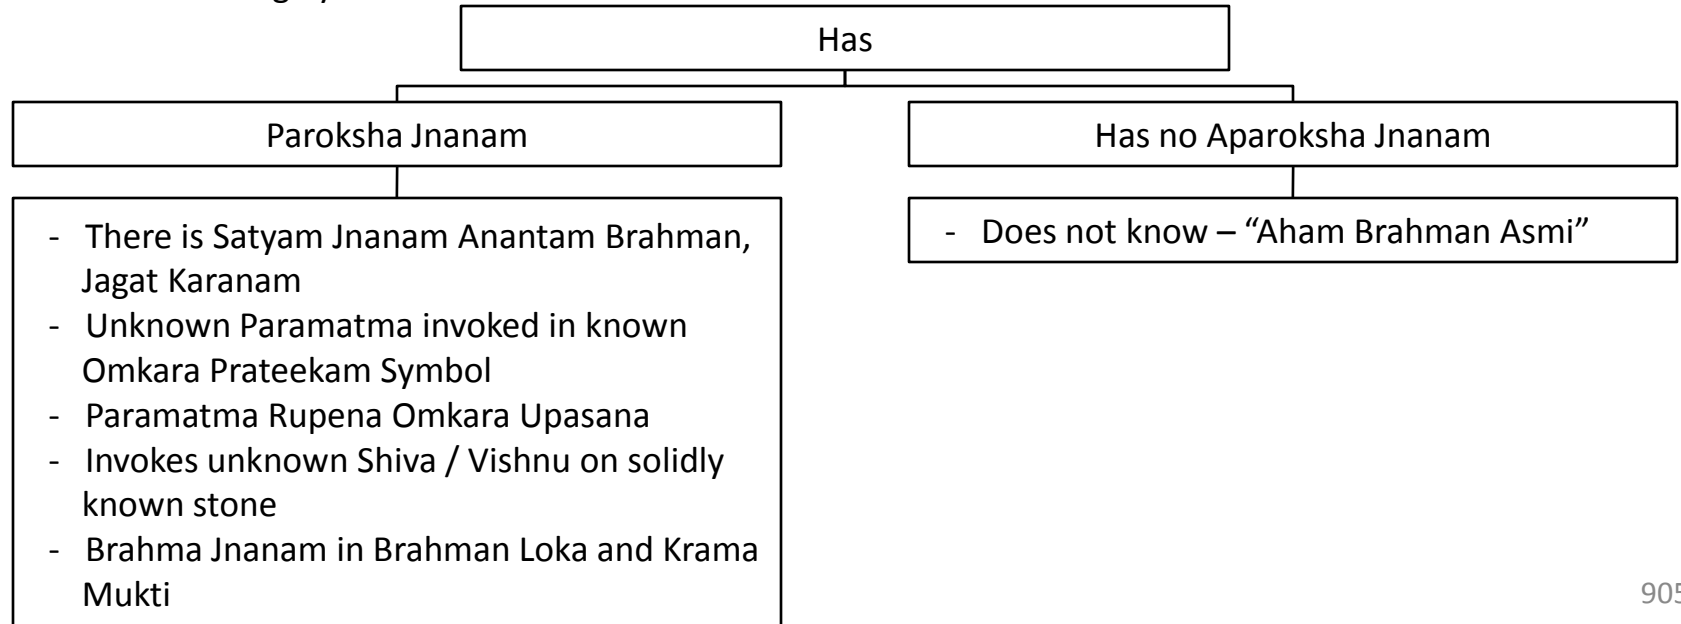 Has
Paroksha Jnanam
Has no Aparoksha Jnanam
- There is Satyam Jnanam Anantam Brahman,
Jagat Karanam
- Unknown Paramatma invoked in known
Omkara Prateekam Symbol
- Paramatma Rupena Omkara Upasana
- Invokes unknown Shiva / Vishnu on solidly
known stone
- Brahma Jnanam in Brahman Loka and Krama
Mukti
- Does not know – “Aham Brahman Asmi”
905